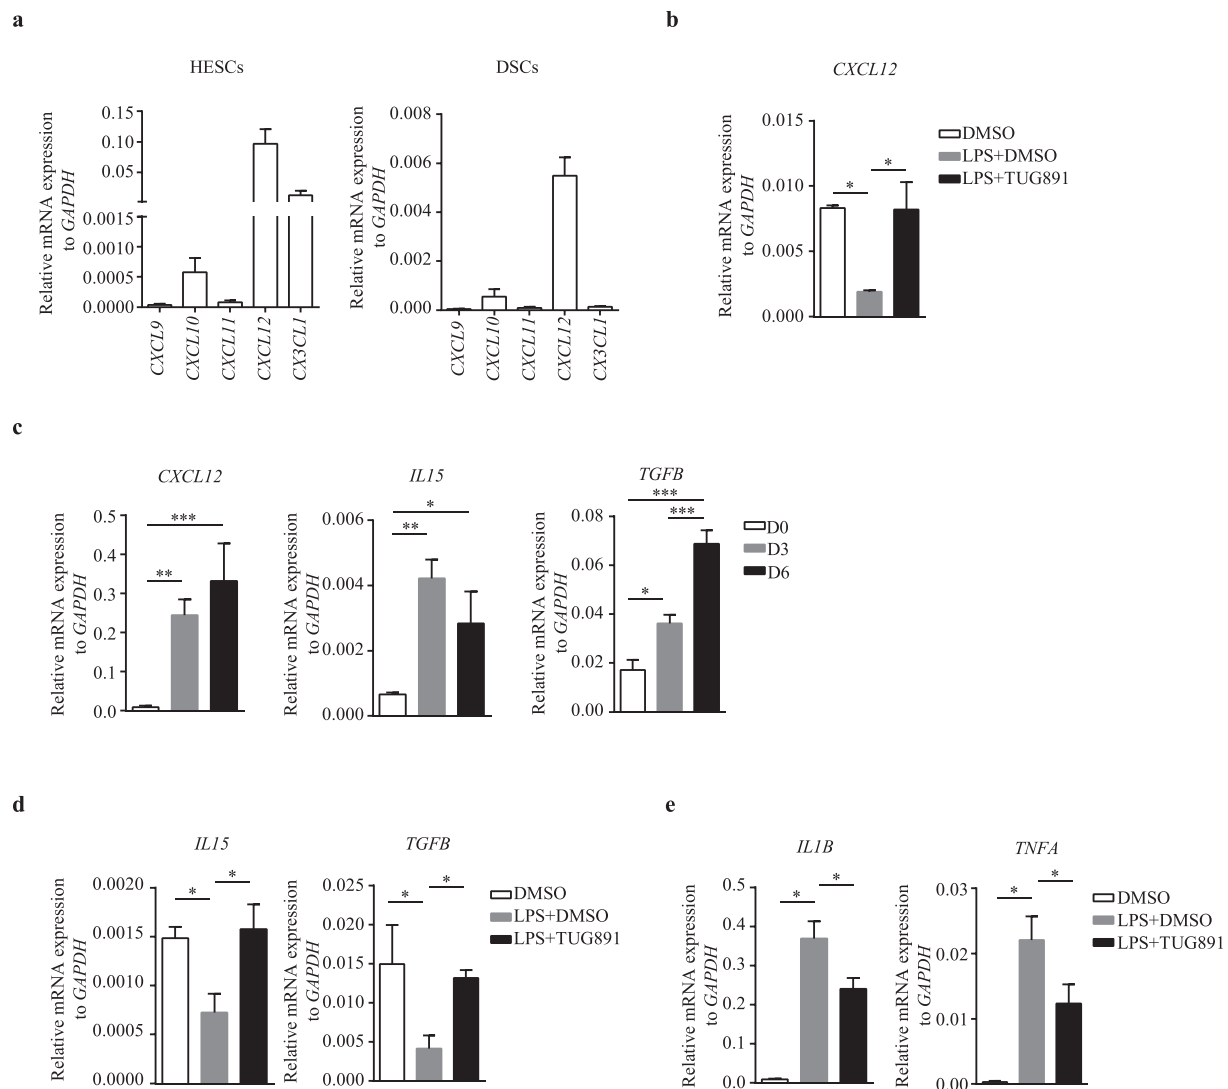 a
HESCs
Relative mRNA expression
to GAPDH
0.15
0.10
0.05
0.0015
0.0010
0.0005
0.0000
CXCL9
CXCL10
CXCL11
CXCL12
CX3CL1
DSCs
Relative mRNA expression
to GAPDH
0.008
0.006
0.004
0.002
0.000
CXCL9
CXCL10
CXCL11
CXCL12
CX3CL1
b
CXCL12
Relative mRNA expression
to GAPDH
0.015
0.010
0.005
0.000
*
*
DMSO
LPS+DMSO
LPS+TUG891
c
CXCL12
Relative mRNA expression
to GAPDH
0.5
0.4
0.3
0.2
0.1
0.0
***
**
IL15
Relative mRNA expression
to GAPDH
0.006
0.004
0.002
0.000
*
**
TGFB
Relative mRNA expression
to GAPDH
0.08
0.06
0.04
0.02
0.00
***
***
*
D0
D3
D6
d
IL15
Relative mRNA expression
to GAPDH
0.0020
0.0015
0.0010
0.0005
0.0000
*
*
TGFB
Relative mRNA expression
to GAPDH
0.025
0.020
0.015
0.010
0.005
0.000
*
*
DMSO
LPS+DMSO
LPS+TUG891
e
IL1B
Relative mRNA expression
to GAPDH
0.5
0.4
0.3
0.2
0.1
0.0
*
*
TNFA
Relative mRNA expression
to GAPDH
0.03
0.02
0.01
0.00
*
*
DMSO
LPS+DMSO
LPS+TUG891